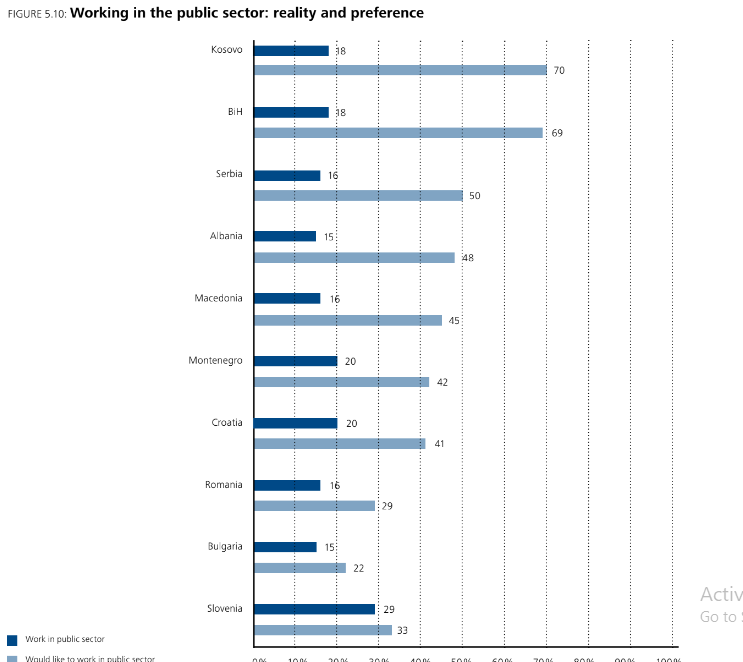 FIGURE 5.10: Working in the public sector: reality and preference
Kosovo 18
70
BiH 18
69
Serbia 16
50
Albania 15
48
Macedonia 16
45
Montenegro 20
42
Croatia 20
41
Romania 16
29
Bulgaria 15
22
Slovenia 29
33
Activ
Go to S
Work in public sector
Would like to work in public sector
0% 10% 20% 30% 40% 50% 60% 70% 80% 90% 100%